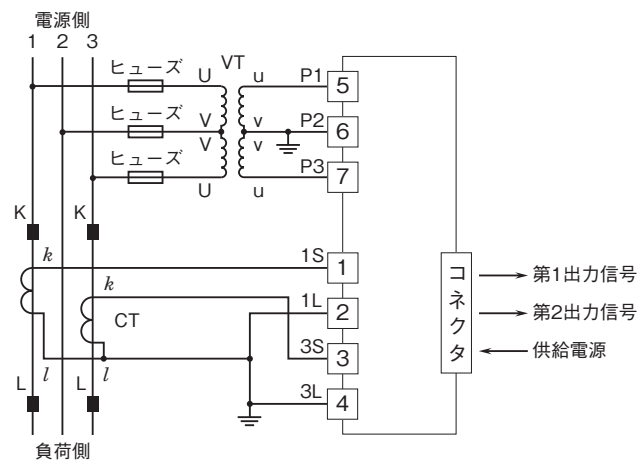 電源側
1 2 3
ヒューズ U VT u P1 5
ヒューズ V v P2 6
ヒューズ V v
U u P3 7
K K
k 1S 1
k 1L 2
CT 3S 3
L l L l 3L 4
負荷側
コネクタ
第1出力信号
第2出力信号
供給電源